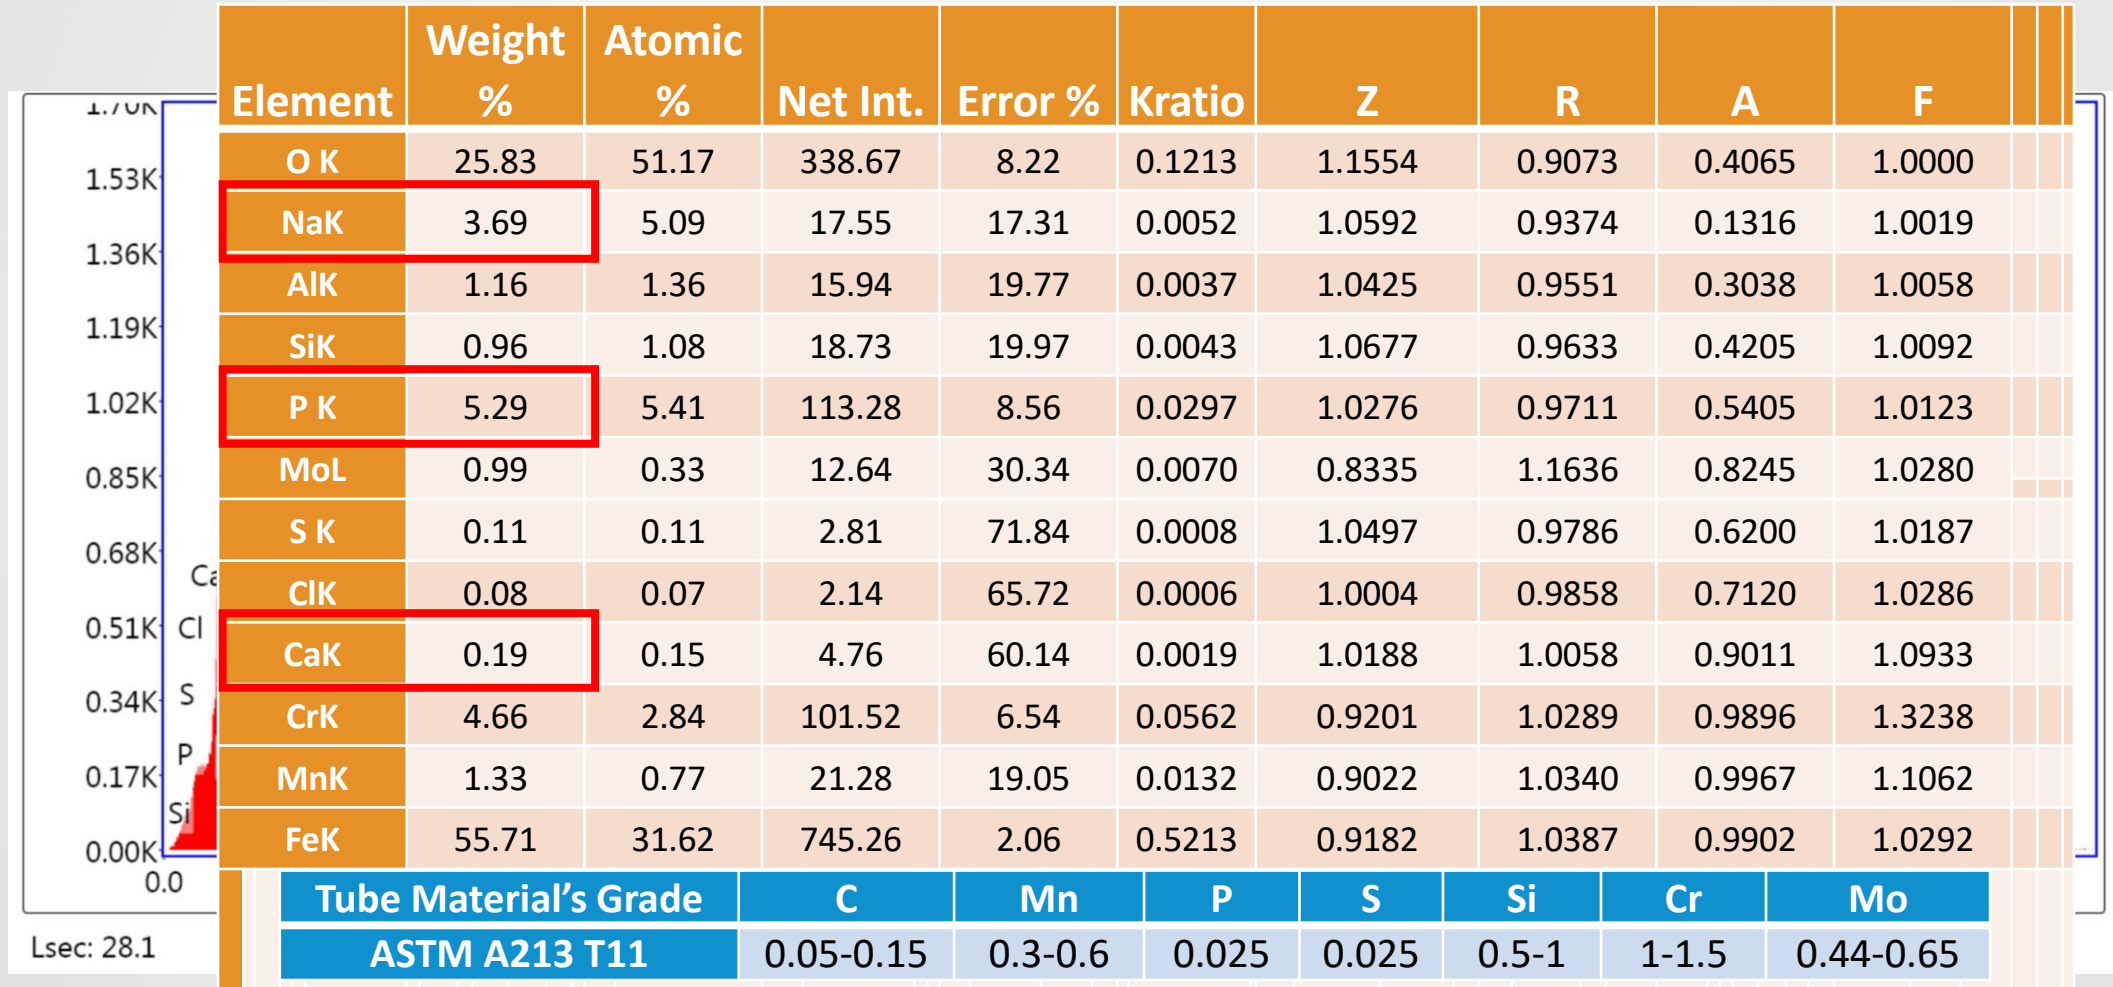 Element Weight % Atomic % Net Int. Error % Kratio Z R A F
O K 25.83 51.17 338.67 8.22 0.1213 1.1554 0.9073 0.4065 1.0000
NaK 3.69 5.09 17.55 17.31 0.0052 1.0592 0.9374 0.1316 1.0019
AlK 1.16 1.36 15.94 19.77 0.0037 1.0425 0.9551 0.3038 1.0058
SiK 0.96 1.08 18.73 19.97 0.0043 1.0677 0.9633 0.4205 1.0092
P K 5.29 5.41 113.28 8.56 0.0297 1.0276 0.9711 0.5405 1.0123
MoL 0.99 0.33 12.64 30.34 0.0070 0.8335 1.1636 0.8245 1.0280
S K 0.11 0.11 2.81 71.84 0.0008 1.0497 0.9786 0.6200 1.0187
ClK 0.08 0.07 2.14 65.72 0.0006 1.0004 0.9858 0.7120 1.0286
CaK 0.19 0.15 4.76 60.14 0.0019 1.0188 1.0058 0.9011 1.0933
CrK 4.66 2.84 101.52 6.54 0.0562 0.9201 1.0289 0.9896 1.3238
MnK 1.33 0.77 21.28 19.05 0.0132 0.9022 1.0340 0.9967 1.1062
FeK 55.71 31.62 745.26 2.06 0.5213 0.9182 1.0387 0.9902 1.0292
Tube Material's Grade C Mn P S Si Cr Mo
ASTM A213 T11 0.05-0.15 0.3-0.6 0.025 0.025 0.5-1 1-1.5 0.44-0.65
1.70K
1.53K
1.36K
1.19K
1.02K
0.85K
0.68K
0.51K
0.34K
0.17K
0.00K
0.0
Ca
Cl
S
P
Si
Lsec: 28.1